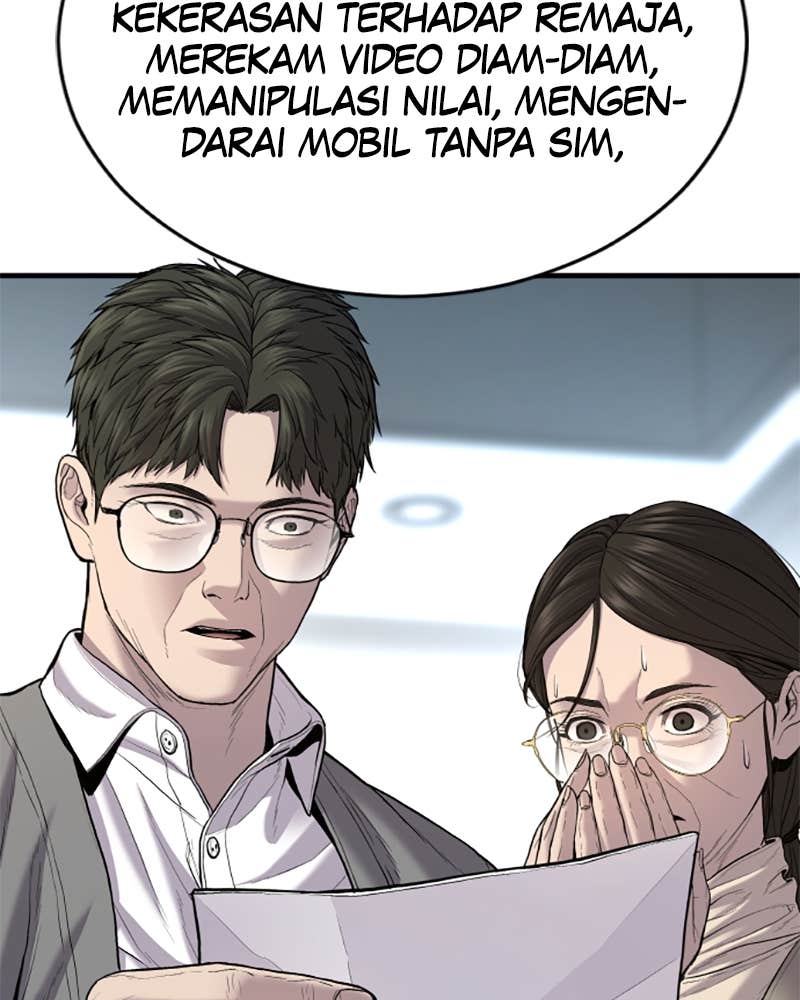 KEKERASAN TERHADAP REMAJA,
MEREKAM VIDEO DIAM-DIAM,
MEMANIPULASI NILAI, MENGEN-
DARAI MOBIL TANPA SIM,